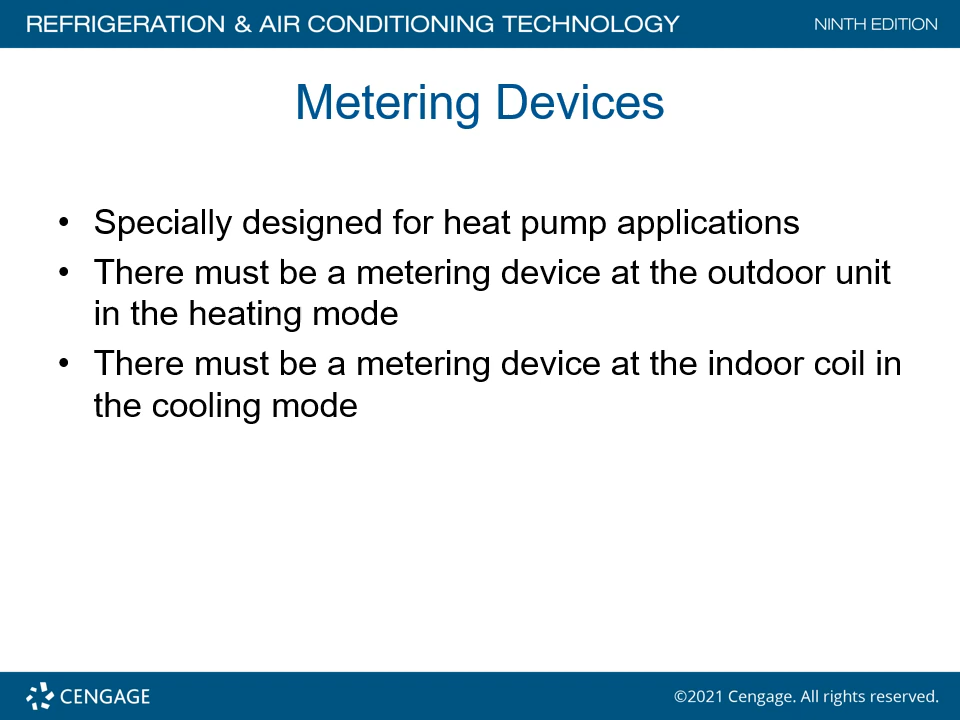 REFRIGERATION & AIR CONDITIONING TECHNOLOGY
NINTH EDITION
Metering Devices
• Specially designed for heat pump applications
• There must be a metering device at the outdoor unit
in the heating mode
• There must be a metering device at the indoor coil in
the cooling mode
CENGAGE
©2021 Cengage. All rights reserved.